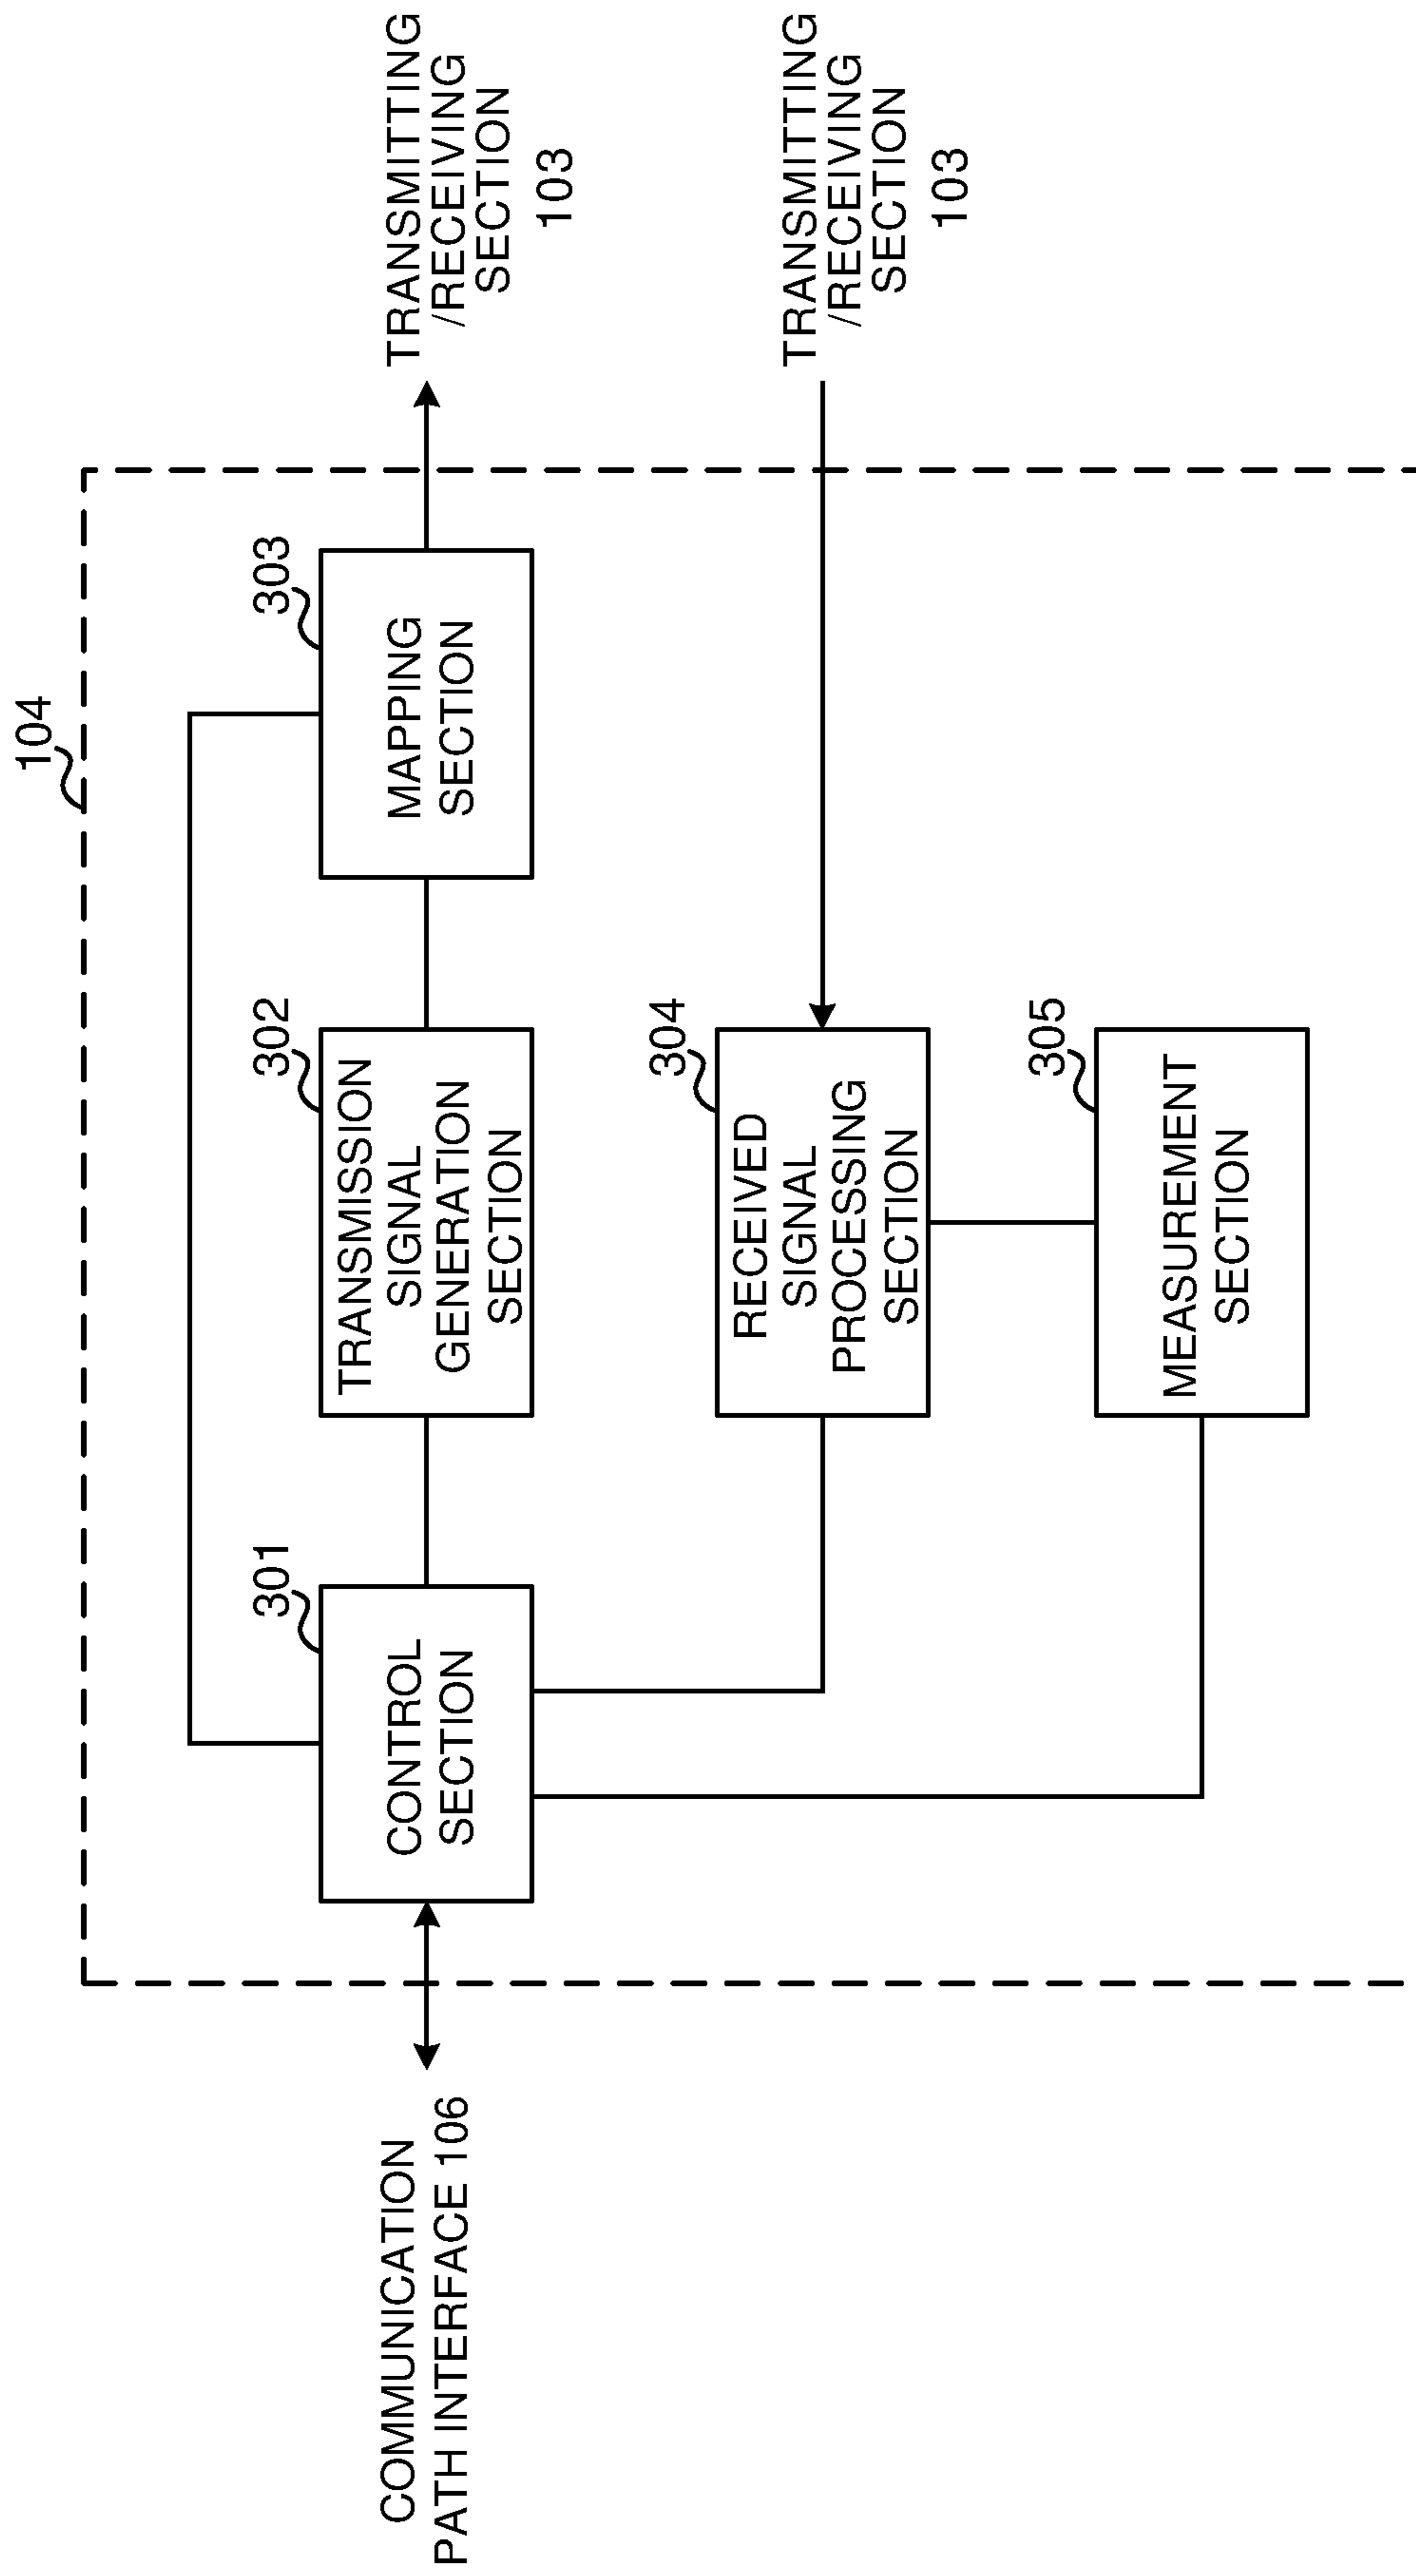 104
301
302
303
COMMUNICATION
PATH INTERFACE 106
CONTROL
SECTION
TRANSMISSION
SIGNAL
GENERATION
SECTION
MAPPING
SECTION
TRANSMITTING
/RECEIVING
SECTION
103
304
RECEIVED
SIGNAL
PROCESSING
SECTION
TRANSMITTING
/RECEIVING
SECTION
103
305
MEASUREMENT
SECTION